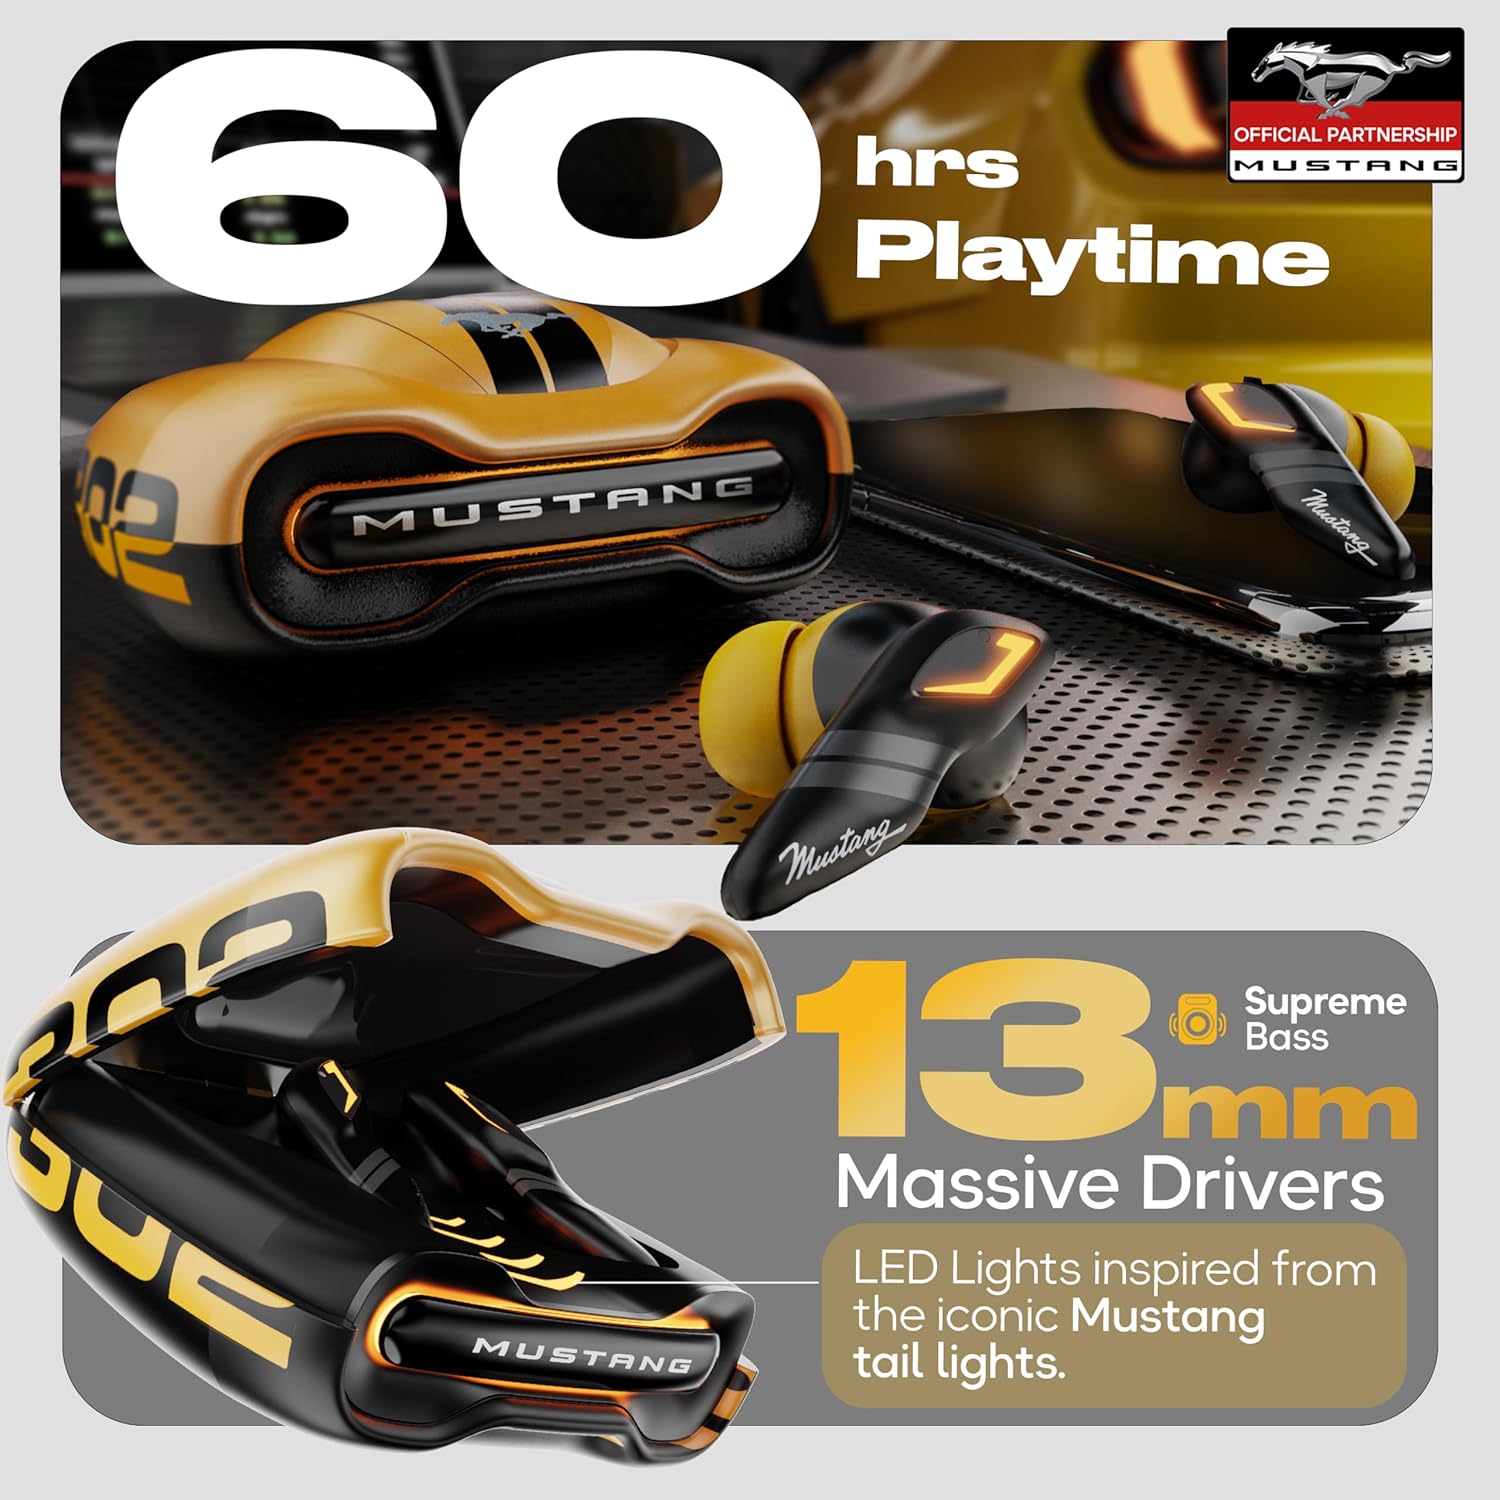 60
hrs
Playtime
OFFICIAL PARTNERSHIP
MUSTANG
MUSTANG
Mustang
Mustang
13
mm
Supreme
Bass
Massive Drivers
LED Lights inspired from
the iconic Mustang
tail lights.
MUSTANG